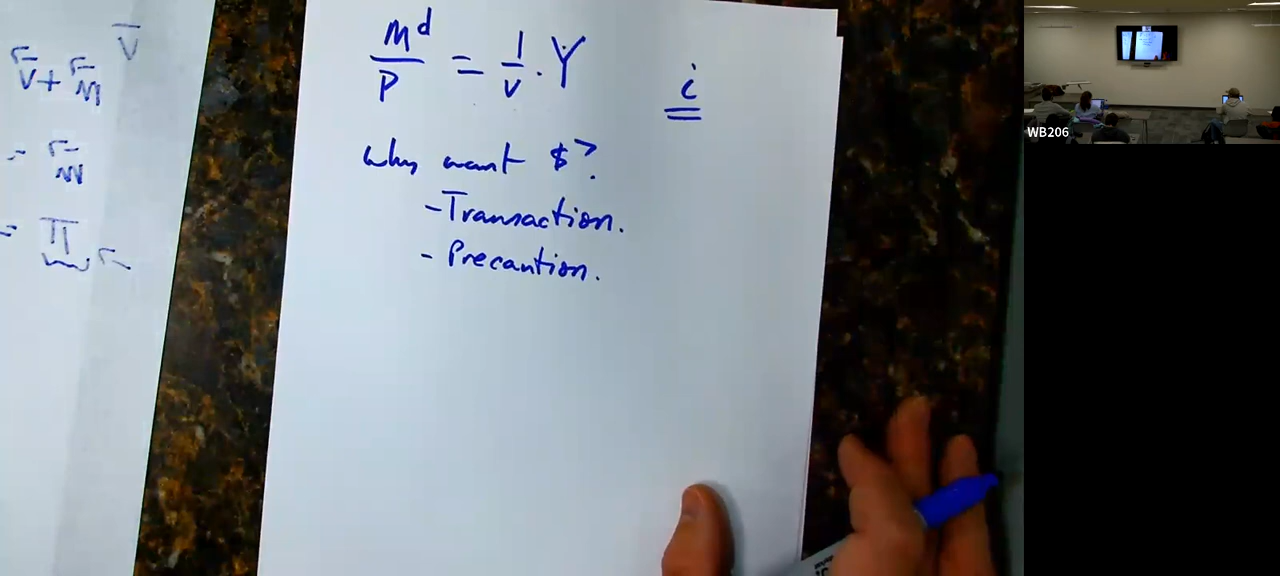 V
V + M
= M
= π
M^d/P = 1/v · Y
i
Why want $?
- Transaction.
- Precaution.
WB206